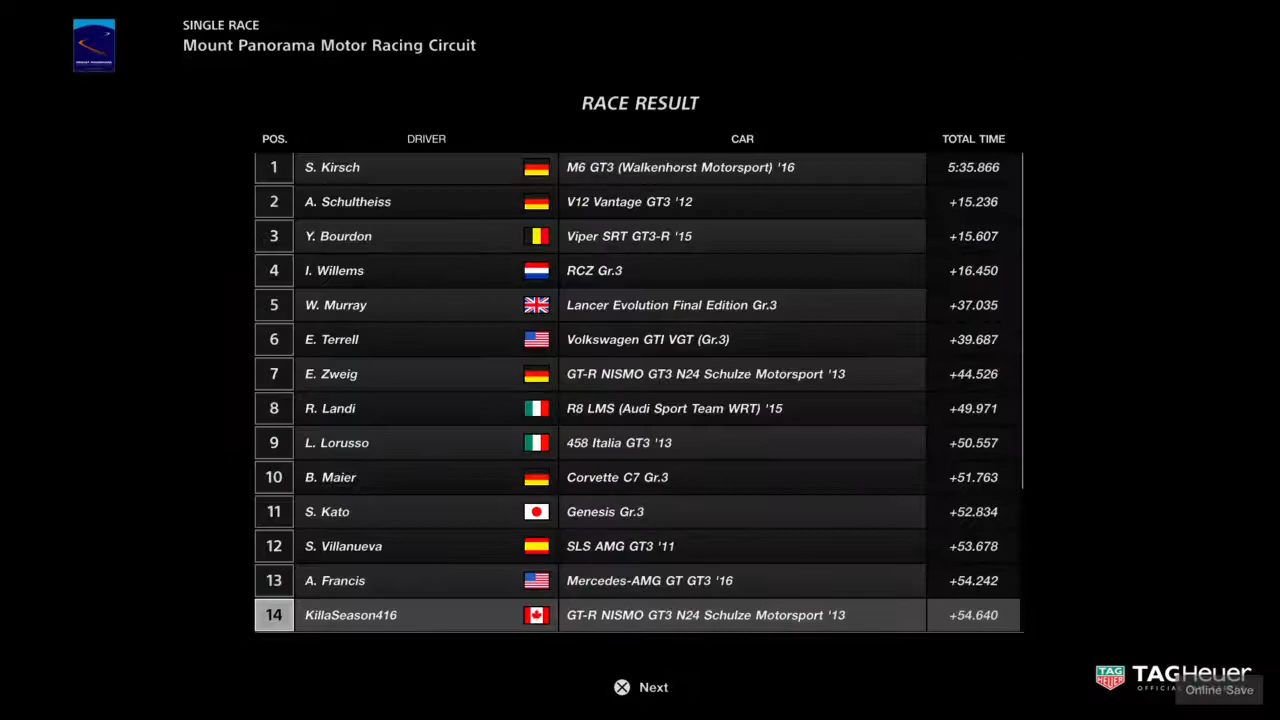 SINGLE RACE
Mount Panorama Motor Racing Circuit
MOUNT PANORAMA
RACE RESULT
POS. DRIVER CAR TOTAL TIME
1 S. Kirsch M6 GT3 (Walkenhorst Motorsport) '16 5:35.866
2 A. Schultheiss V12 Vantage GT3 '12 +15.236
3 Y. Bourdon Viper SRT GT3-R '15 +15.607
4 I. Willems RCZ Gr.3 +16.450
5 W. Murray Lancer Evolution Final Edition Gr.3 +37.035
6 E. Terrell Volkswagen GTI VGT (Gr.3) +39.687
7 E. Zweig GT-R NISMO GT3 N24 Schulze Motorsport '13 +44.526
8 R. Landi R8 LMS (Audi Sport Team WRT) '15 +49.971
9 L. Lorusso 458 Italia GT3 '13 +50.557
10 B. Maier Corvette C7 Gr.3 +51.763
11 S. Kato Genesis Gr.3 +52.834
12 S. Villanueva SLS AMG GT3 '11 +53.678
13 A. Francis Mercedes-AMG GT GT3 '16 +54.242
14 KillaSeason416 GT-R NISMO GT3 N24 Schulze Motorsport '13 +54.640
Next
TAG HEUER TAGHeuer
Online Save